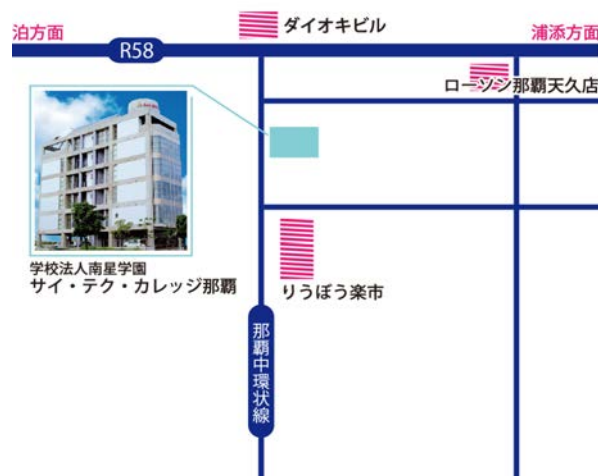 ダイオキビル
泊方面
浦添方面
R58
ローソン那覇天久店
学校法人南星学園
サイ・テク・カレッジ那覇
りうぼう楽市
那覇中環状線